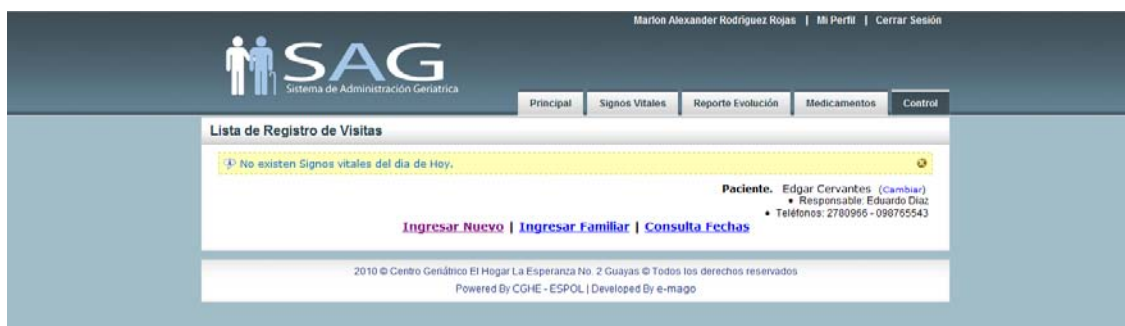 Marlon Alexander Rodríguez Rojas | Mi Perfil | Cerrar Sesión
SAG
Sistema de Administración Geriatrica
Principal Signos Vitales Reporte Evolución Medicamentos Control
Lista de Registro de Visitas
No existen Signos vitales del dia de Hoy.
Paciente. Edgar Cervantes (Cambiar)
• Responsable: Eduardo Diaz
• Teléfonos: 2780966 - 098765543
Ingresar Nuevo | Ingresar Familiar | Consulta Fechas
2010 © Centro Geriátrico El Hogar La Esperanza No. 2 Guayas © Todos los derechos reservados
Powered By CGHE - ESPOL | Developed By e-mago